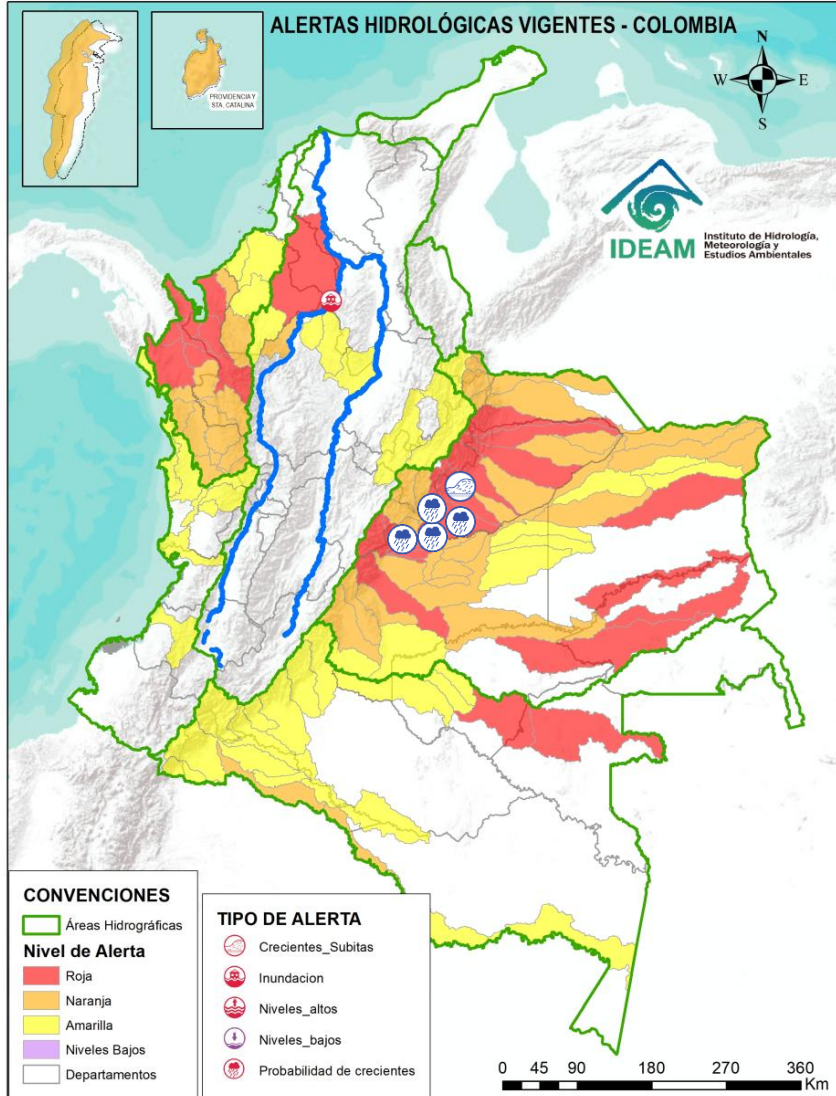 ALERTAS HIDROLÓGICAS VIGENTES - COLOMBIA
PROVIDENCIA Y
STA. CATALINA
N
W
E
S
IDEAM
Instituto de Hidrología,
Meteorología y
Estudios Ambientales
CONVENCIONES
Áreas Hidrográficas
Nivel de Alerta
Roja
Naranja
Amarilla
Niveles Bajos
Departamentos
TIPO DE ALERTA
Crecientes_Subitas
Inundacion
Niveles_altos
Niveles_bajos
Probabilidad de crecientes
0 45 90 180 270 360
Km